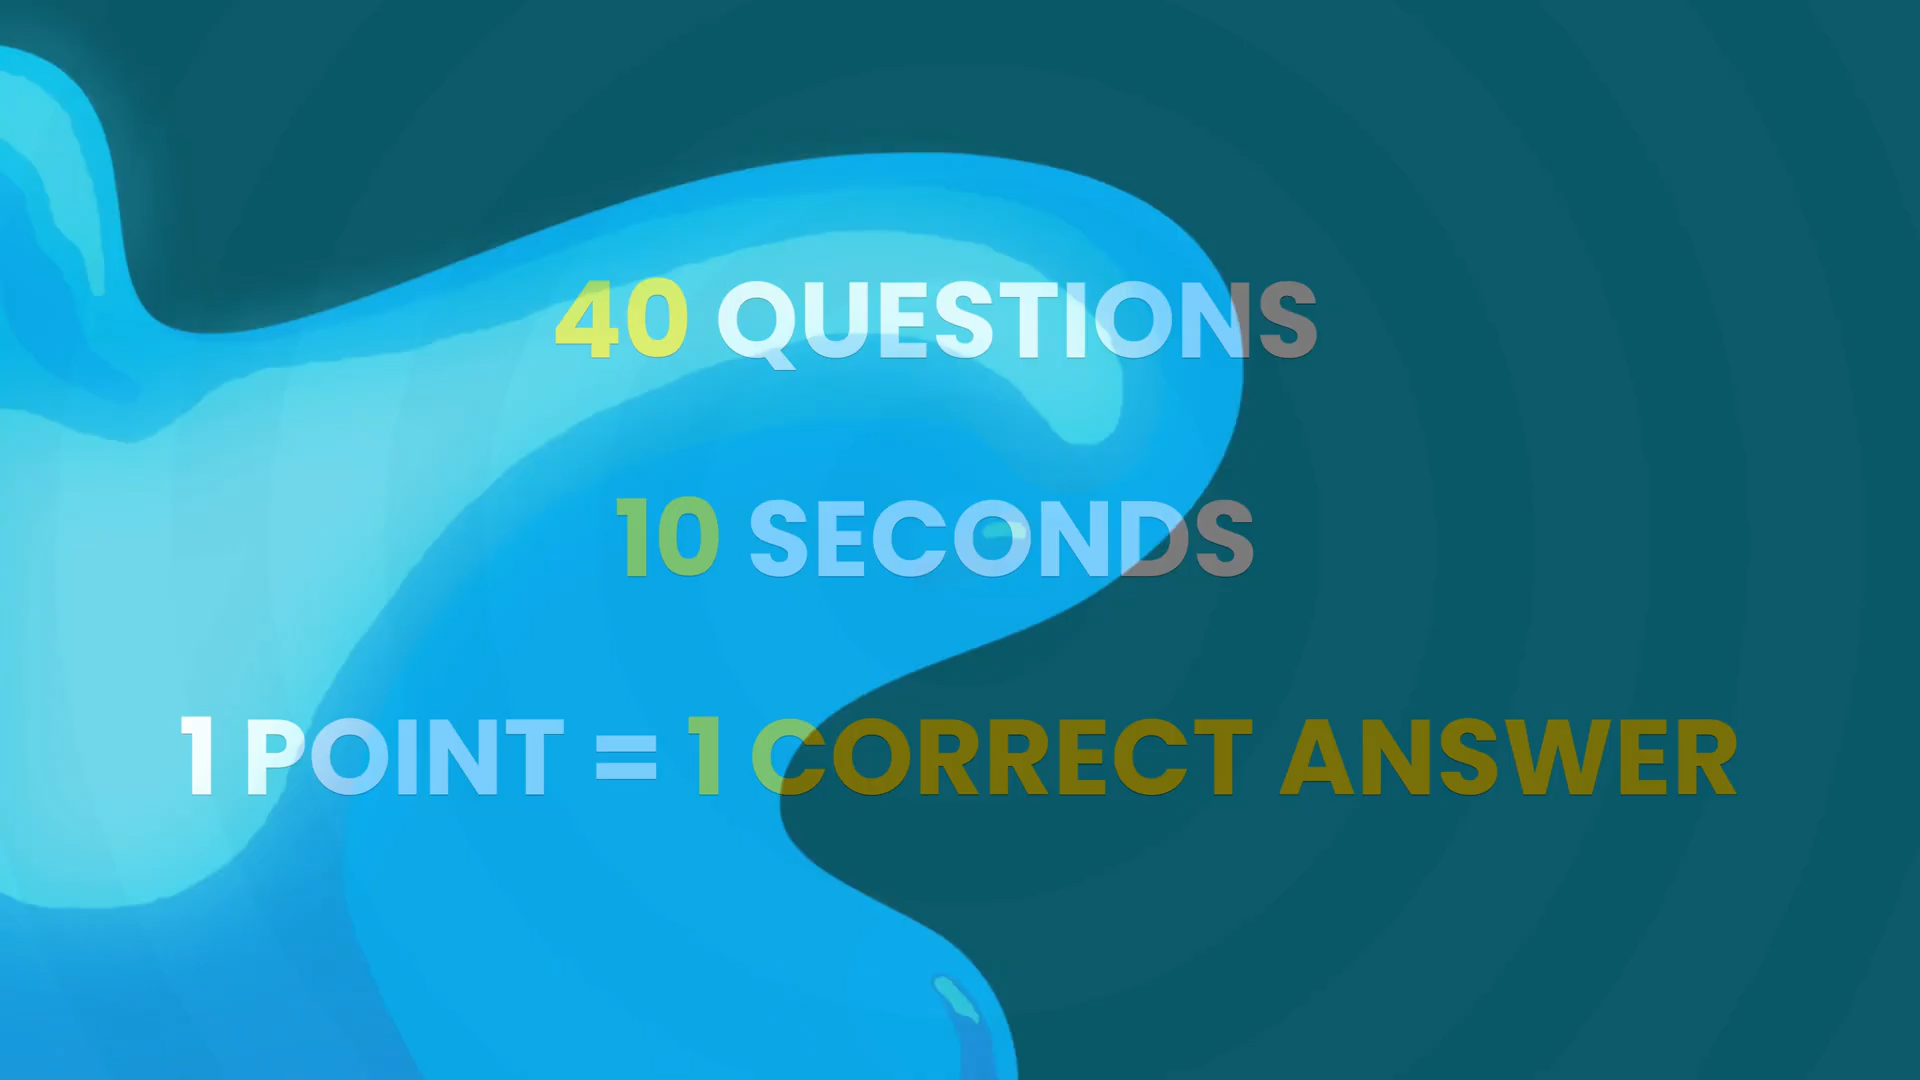 40 QUESTIONS
10 SECONDS
1 POINT = 1 CORRECT ANSWER